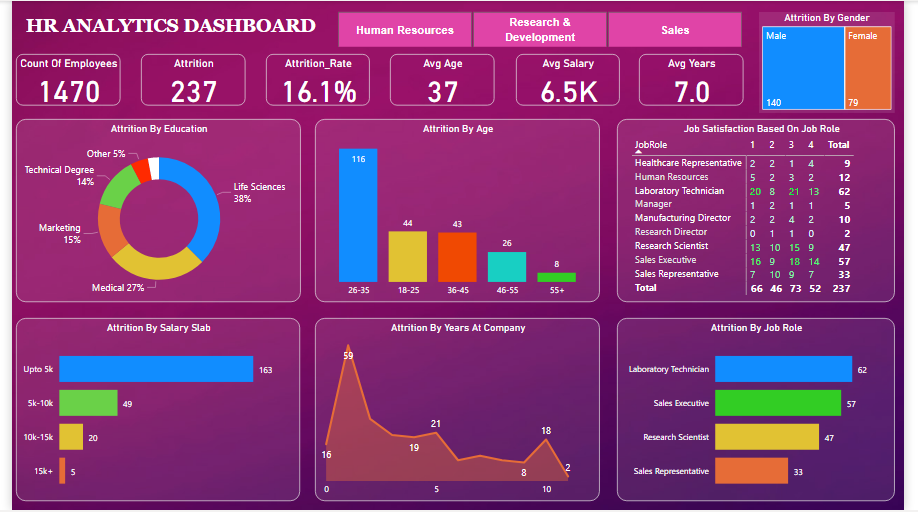 HR ANALYTICS DASHBOARD
Human Resources
Research &
Development
Sales
Attrition By Gender
Male
Female
140
79
Count Of Employees
1470
Attrition
237
Attrition_Rate
16.1%
Avg Age
37
Avg Salary
6.5K
Avg Years
7.0
Attrition By Education
Other 5%
Technical Degree
14%
Life Sciences
38%
Marketing
15%
Medical 27%
Attrition By Age
116
44
43
26
8
26-35 18-25 36-45 46-55 55+
Job Satisfaction Based On Job Role
JobRole 1 2 3 4 Total
Healthcare Representative 2 2 1 4 9
Human Resources 5 2 3 2 12
Laboratory Technician 20 8 21 13 62
Manager 1 2 1 1 5
Manufacturing Director 2 2 4 2 10
Research Director 0 1 1 0 2
Research Scientist 13 10 15 9 47
Sales Executive 16 9 18 14 57
Sales Representative 7 10 9 7 33
Total 66 46 73 52 237
Attrition By Salary Slab
Upto 5k 163
5k-10k 49
10k-15k 20
15k+ 5
Attrition By Years At Company
59
16
19
21
8
18
2
0 5 10
Attrition By Job Role
Laboratory Technician 62
Sales Executive 57
Research Scientist 47
Sales Representative 33